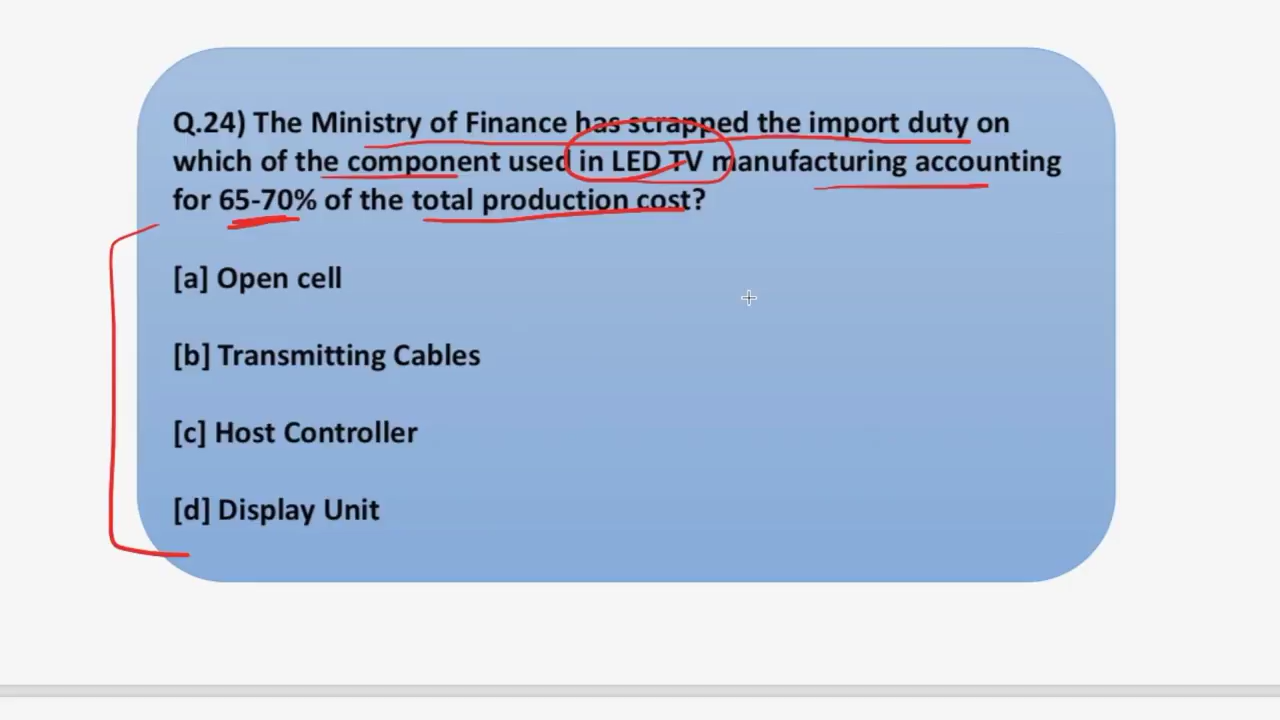 Q.24) The Ministry of Finance has scrapped the import duty on
which of the component used in LED TV manufacturing accounting
for 65-70% of the total production cost?
[a] Open cell
[b] Transmitting Cables
[c] Host Controller
[d] Display Unit